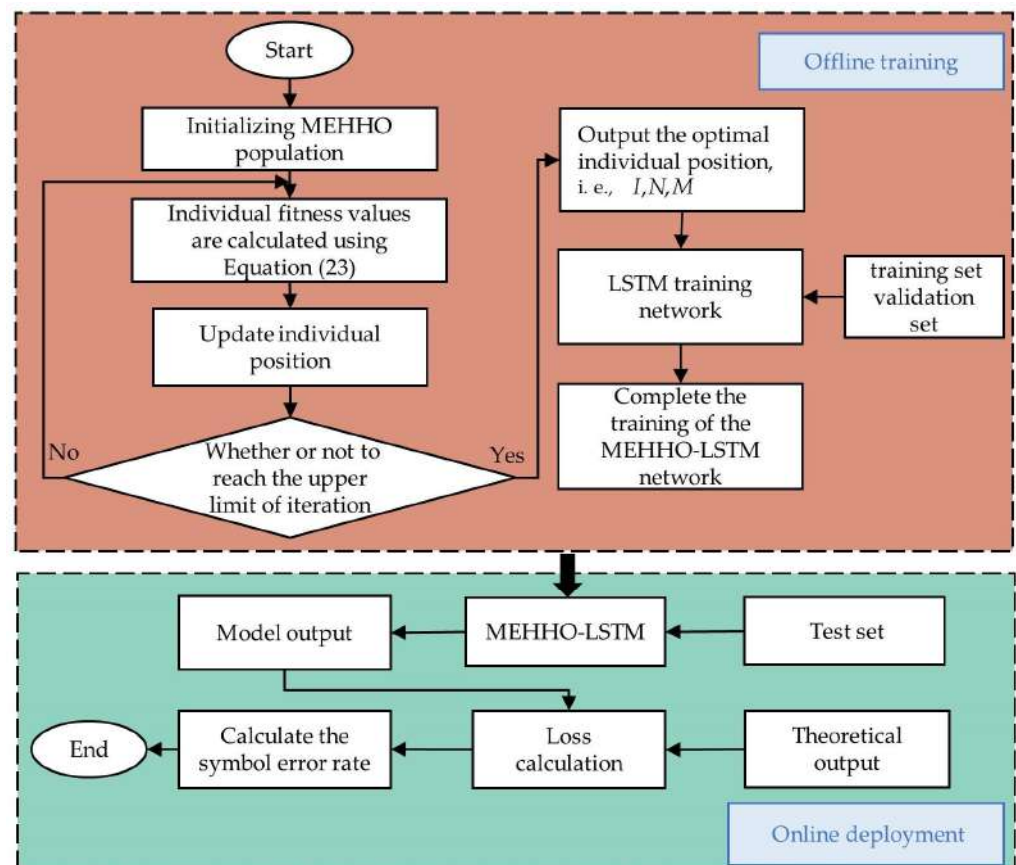 Start
Offline training
Initializing MEHHO
population
Individual fitness values
are calculated using
Equation (23)
Update individual
position
No
Whether or not to
reach the upper
limit of iteration
Yes
Output the optimal
individual position,
i. e., I,N,M
LSTM training
network
training set
validation
set
Complete the
training of the
MEHHO-LSTM
network
Model output
MEHHO-LSTM
Test set
End
Calculate the
symbol error rate
Loss
calculation
Theoretical
output
Online deployment